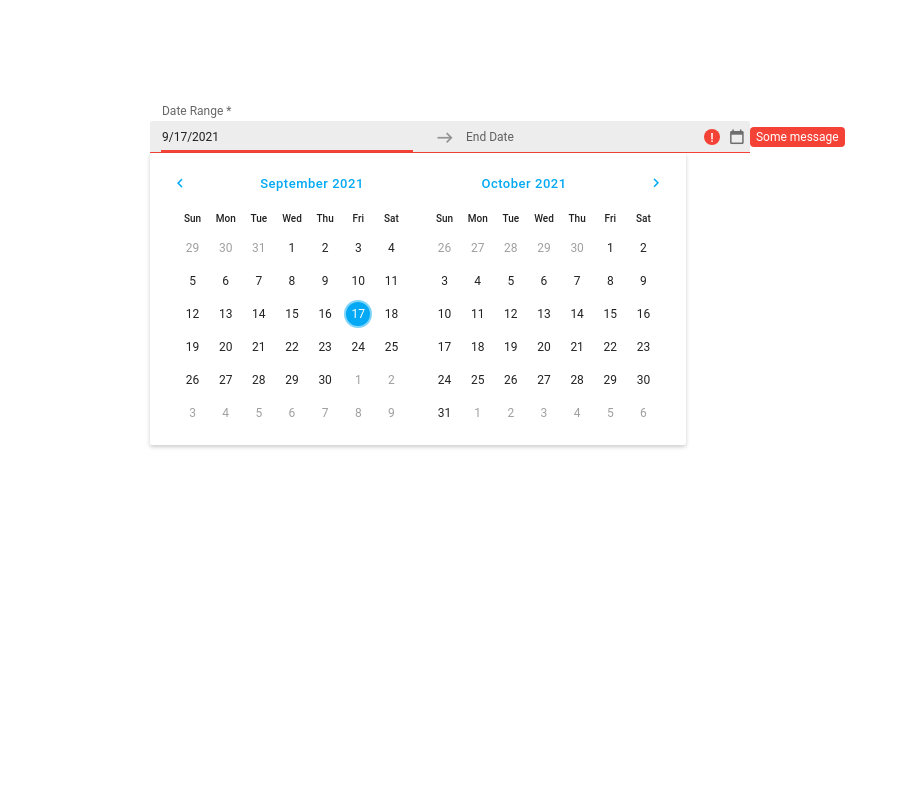 Date Range *
9/17/2021 End Date ! Some message
September 2021 October 2021
Sun Mon Tue Wed Thu Fri Sat Sun Mon Tue Wed Thu Fri Sat
29 30 31 1 2 3 4 26 27 28 29 30 1 2
5 6 7 8 9 10 11 3 4 5 6 7 8 9
12 13 14 15 16 17 18 10 11 12 13 14 15 16
19 20 21 22 23 24 25 17 18 19 20 21 22 23
26 27 28 29 30 1 2 24 25 26 27 28 29 30
3 4 5 6 7 8 9 31 1 2 3 4 5 6